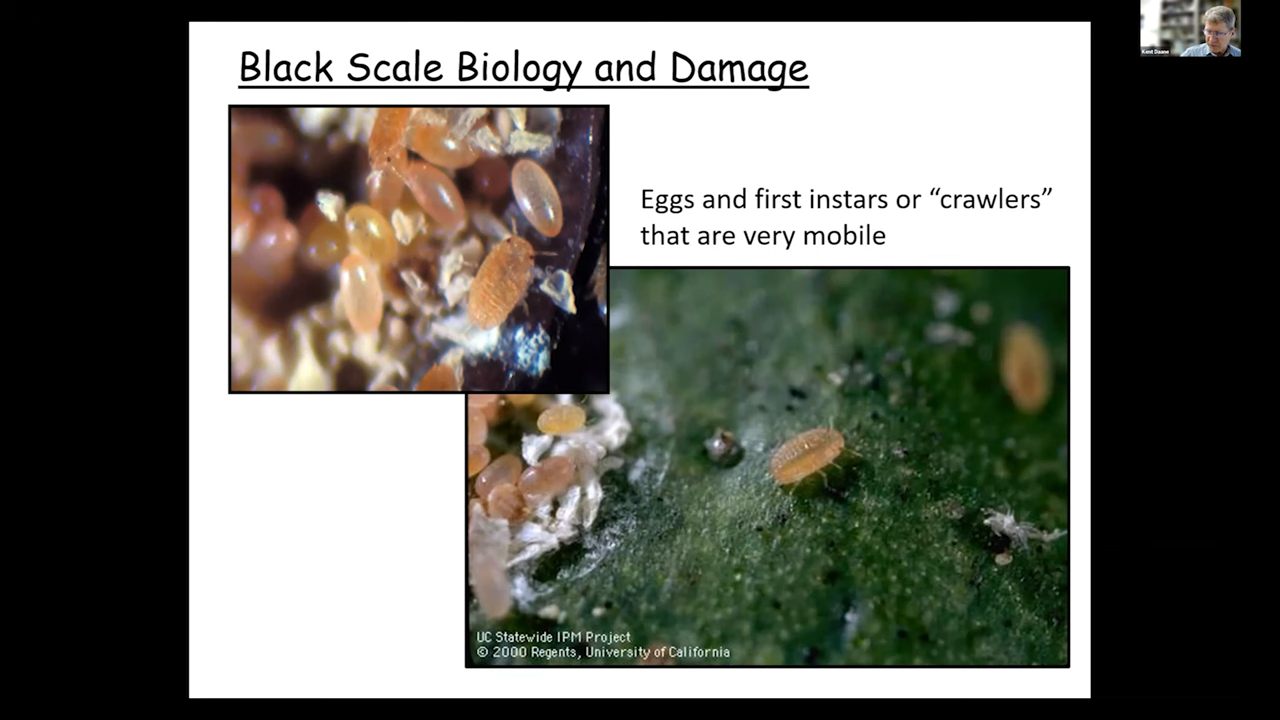 Black Scale Biology and Damage
Kent Daane
Eggs and first instars or “crawlers”
that are very mobile
UC Statewide IPM Project
© 2000 Regents, University of California